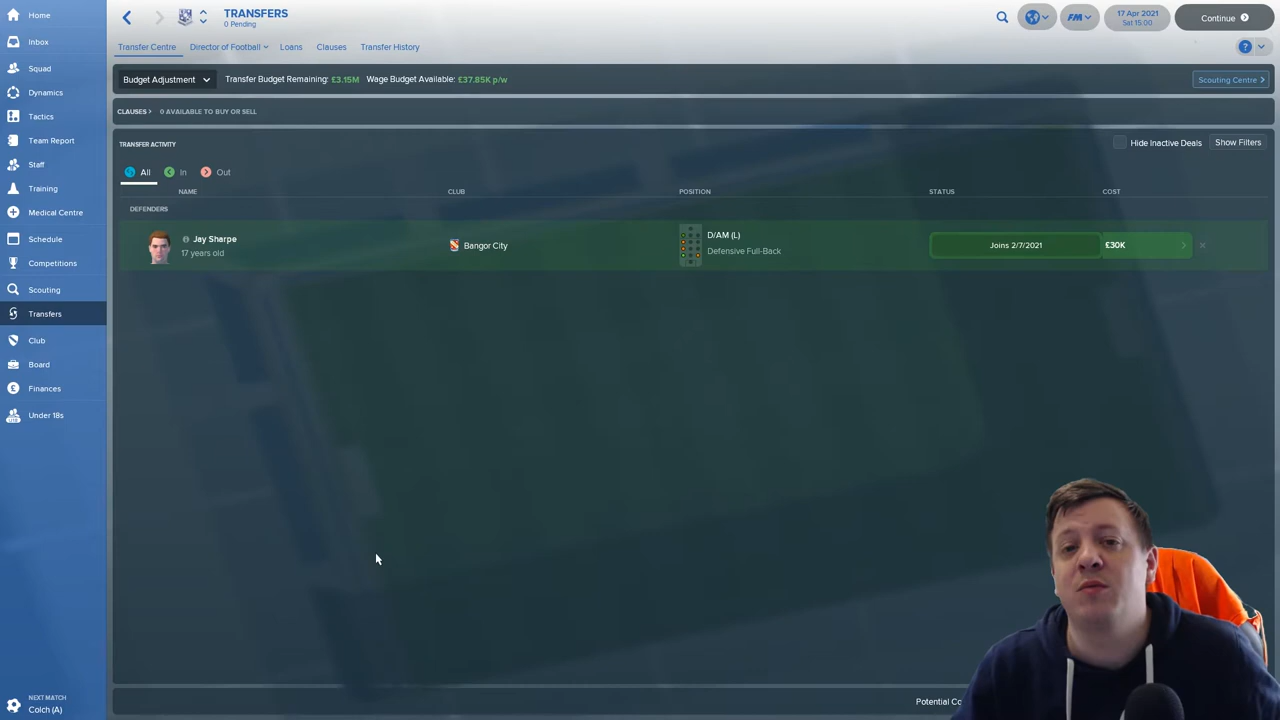 Home
Inbox
Squad
Dynamics
Tactics
Team Report
Staff
Training
Medical Centre
Schedule
Competitions
Scouting
Transfers
Club
Board
Finances
Under 18s
NEXT MATCH
Colch (A)
TRANSFERS
0 Pending
FM
17 Apr 2021
Sat 15:00
Continue
Transfer Centre
Director of Football
Loans
Clauses
Transfer History
?
Budget Adjustment
Transfer Budget Remaining: £3.15M
Wage Budget Available: £37.85K p/w
Scouting Centre
CLAUSES
0 AVAILABLE TO BUY OR SELL
TRANSFER ACTIVITY
Hide Inactive Deals
Show Filters
All
In
Out
NAME
CLUB
POSITION
STATUS
COST
DEFENDERS
Jay Sharpe
17 years old
Bangor City
D/AM (L)
Defensive Full-Back
Joins 2/7/2021
£30K
Potential